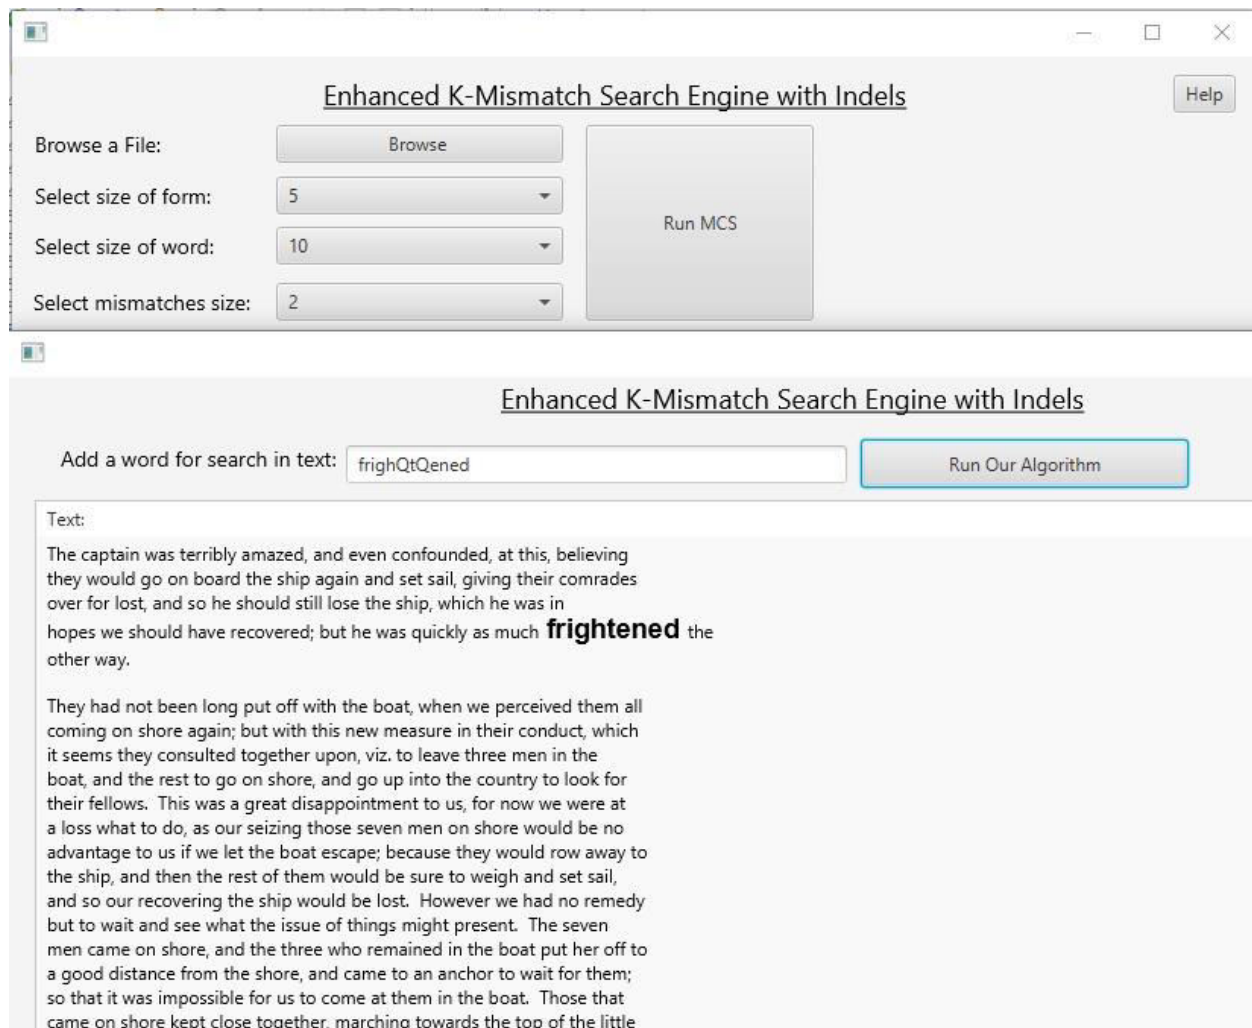 Enhanced K-Mismatch Search Engine with Indels
Help
Browse a File:
Browse
Select size of form:
5
Run MCS
Select size of word:
10
Select mismatches size:
2
Enhanced K-Mismatch Search Engine with Indels
Add a word for search in text:
frighQtQened
Run Our Algorithm
Text:
The captain was terribly amazed, and even confounded, at this, believing
they would go on board the ship again and set sail, giving their comrades
over for lost, and so he should still lose the ship, which he was in
hopes we should have recovered; but he was quickly as much frightened the
other way.
They had not been long put off with the boat, when we perceived them all
coming on shore again; but with this new measure in their conduct, which
it seems they consulted together upon, viz. to leave three men in the
boat, and the rest to go on shore, and go up into the country to look for
their fellows.  This was a great disappointment to us, for now we were at
a loss what to do, as our seizing those seven men on shore would be no
advantage to us if we let the boat escape; because they would row away to
the ship, and then the rest of them would be sure to weigh and set sail,
and so our recovering the ship would be lost.  However we had no remedy
but to wait and see what the issue of things might present.  The seven
men came on shore, and the three who remained in the boat put her off to
a good distance from the shore, and came to an anchor to wait for them;
so that it was impossible for us to come at them in the boat.  Those that
came on shore kept close together, marching towards the top of the little